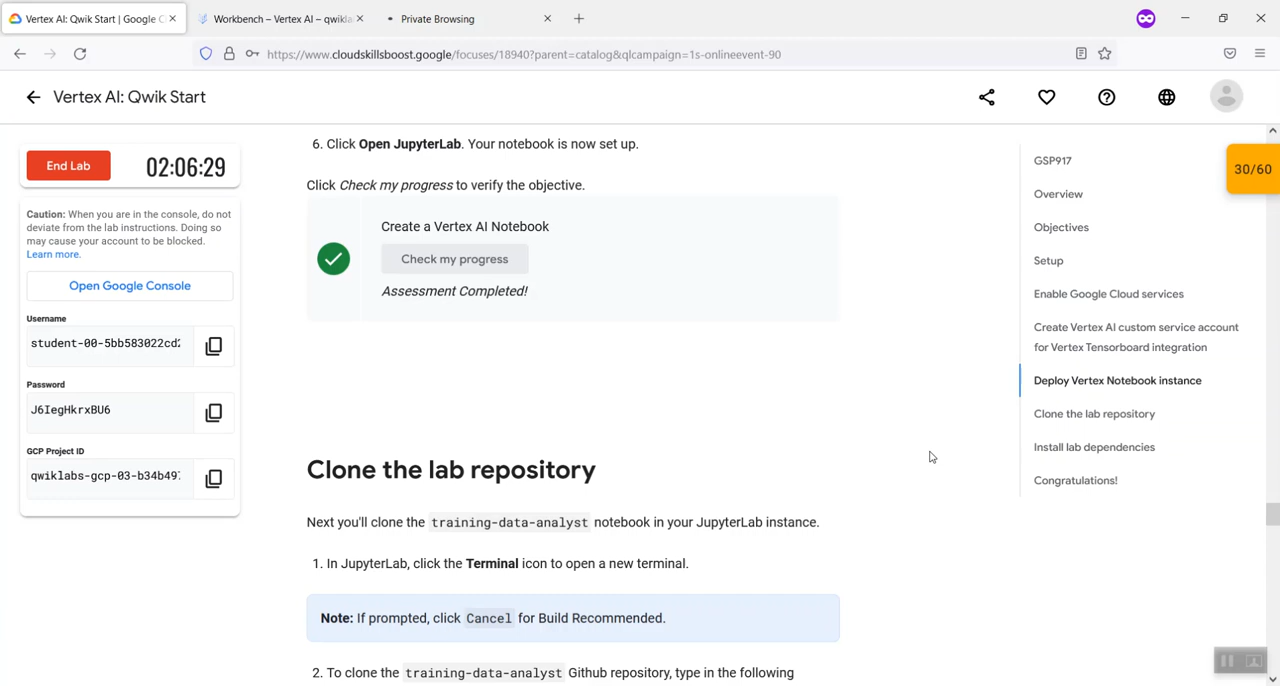 Vertex AI: Qwik Start | Google C
Workbench – Vertex AI – qwikla
Private Browsing
https://www.cloudskillsboost.google/focuses/18940?parent=catalog&qlcampaign=1s-onlineevent-90
Vertex AI: Qwik Start
End Lab
02:06:29
Caution: When you are in the console, do not
deviate from the lab instructions. Doing so
may cause your account to be blocked.
Learn more.
Open Google Console
Username
student-00-5bb583022cd2
Password
J6IegHkrxBU6
GCP Project ID
qwiklabs-gcp-03-b34b497
6. Click Open JupyterLab. Your notebook is now set up.
Click Check my progress to verify the objective.
Create a Vertex AI Notebook
Check my progress
Assessment Completed!
Clone the lab repository
Next you'll clone the training-data-analyst notebook in your JupyterLab instance.
1. In JupyterLab, click the Terminal icon to open a new terminal.
Note: If prompted, click Cancel for Build Recommended.
2. To clone the training-data-analyst Github repository, type in the following
GSP917
Overview
Objectives
Setup
Enable Google Cloud services
Create Vertex AI custom service account
for Vertex Tensorboard integration
Deploy Vertex Notebook instance
Clone the lab repository
Install lab dependencies
Congratulations!
30/60